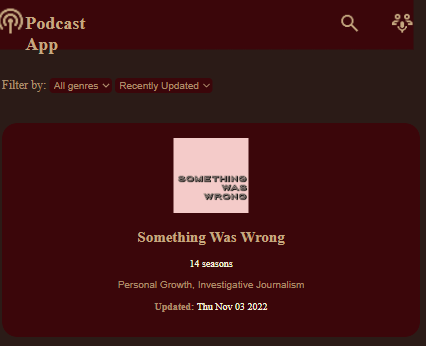 Podcast
App
Filter by: All genres Recently Updated
SOMETHING
WAS
WRONG
Something Was Wrong
14 seasons
Personal Growth, Investigative Journalism
Updated: Thu Nov 03 2022